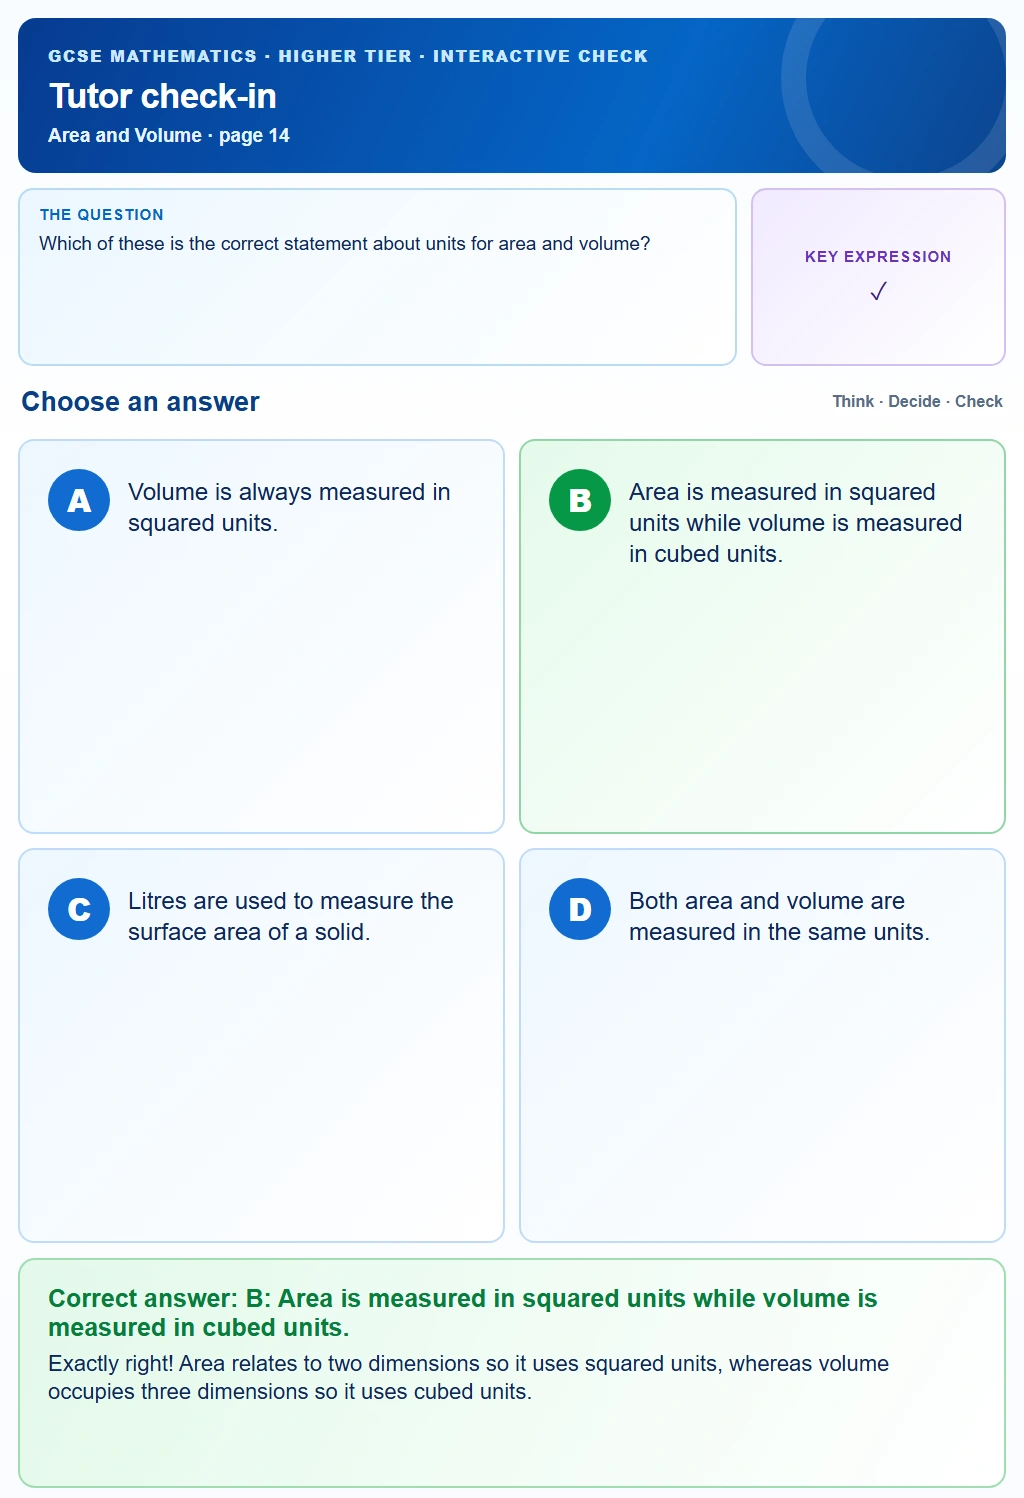 GCSE MATHEMATICS · HIGHER TIER · INTERACTIVE CHECK
Tutor check-in
Area and Volume · page 14
THE QUESTION
Which of these is the correct statement about units for area and volume?
KEY EXPRESSION
✓
Choose an answer
Think · Decide · Check
A
Volume is always measured in
squared units.
B
Area is measured in squared
units while volume is measured
in cubed units.
C
Litres are used to measure the
surface area of a solid.
D
Both area and volume are
measured in the same units.
Correct answer: B: Area is measured in squared units while volume is
measured in cubed units.
Exactly right! Area relates to two dimensions so it uses squared units, whereas volume
occupies three dimensions so it uses cubed units.